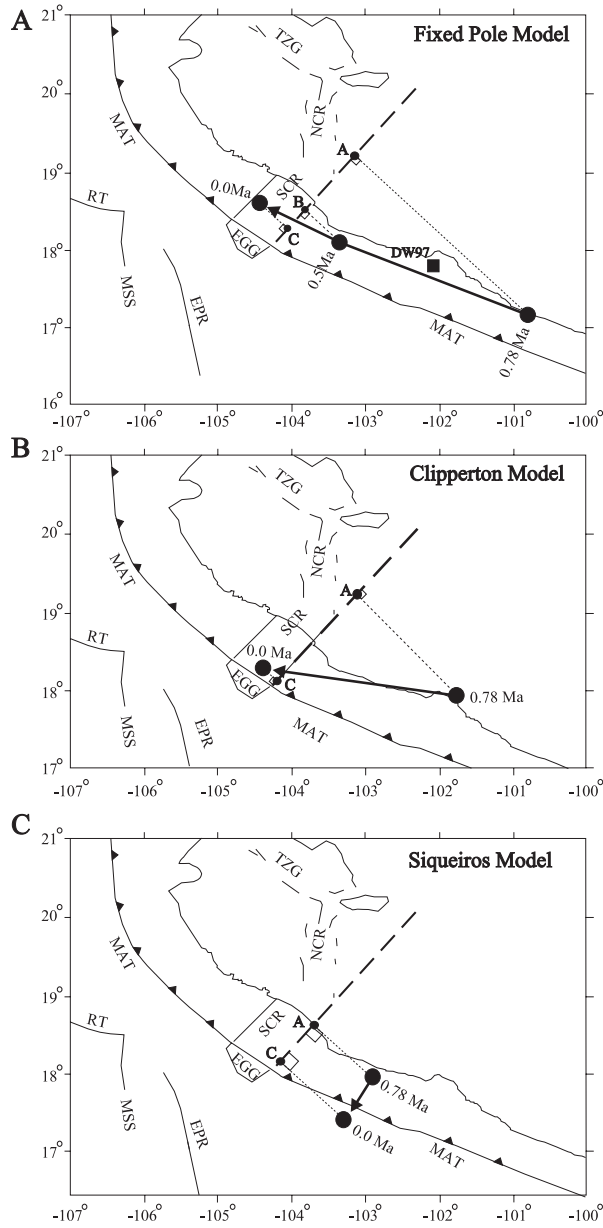 A
Fixed Pole Model
21°
20°
19°
18°
17°
16°
TZG
NCR
MAT
A
SCR
0.0Ma
B
C
RT
EGG
0.5Ma
DW97
MSS
EPR
MAT
0.78 Ma
-107° -106° -105° -104° -103° -102° -101° -100°
B
Clipperton Model
21°
20°
19°
18°
17°
TZG
NCR
MAT
A
SCR
0.0 Ma
RT
EGG
C
0.78 Ma
MSS
EPR
MAT
-107° -106° -105° -104° -103° -102° -101° -100°
C
Siqueiros Model
21°
20°
19°
18°
17°
TZG
NCR
MAT
SCR
A
RT
C
EGG
0.78 Ma
MSS
EPR
0.0 Ma
MAT
-107° -106° -105° -104° -103° -102° -101° -100°